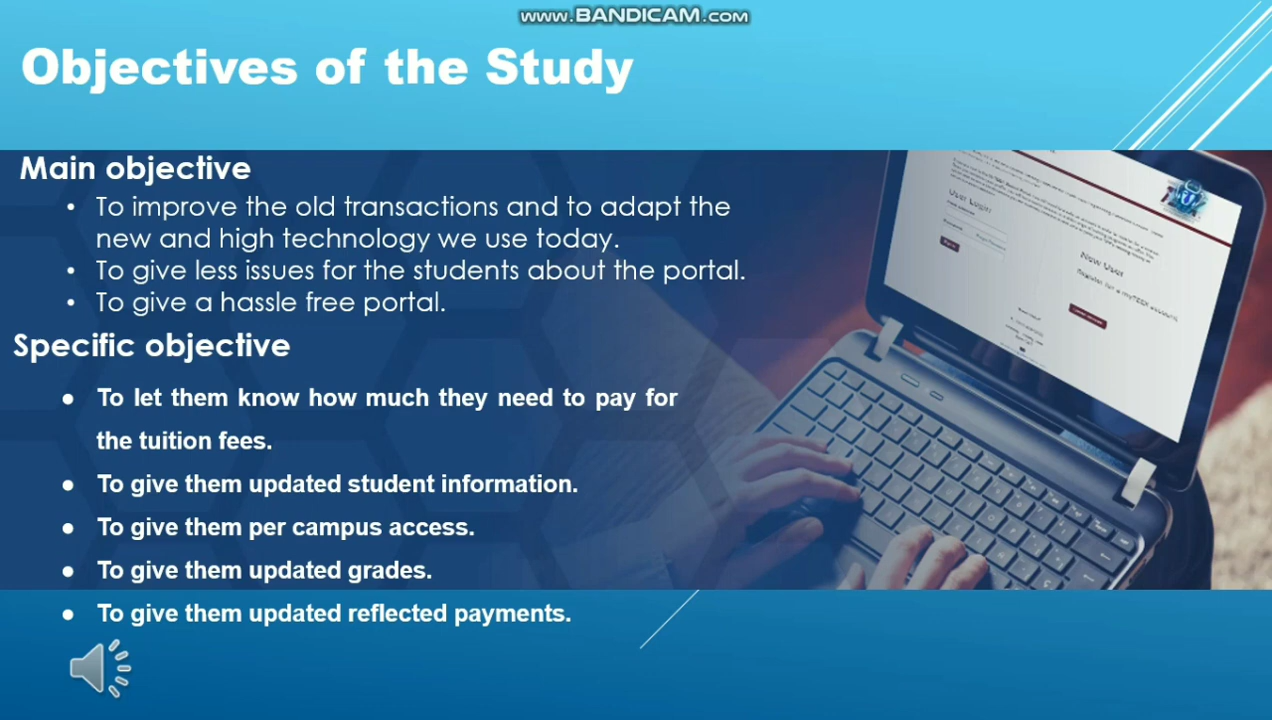 www.BANDICAM.com
Objectives of the Study
Main objective
• To improve the old transactions and to adapt the
new and high technology we use today.
• To give less issues for the students about the portal.
• To give a hassle free portal.
Specific objective
● To let them know how much they need to pay for
the tuition fees.
● To give them updated student information.
● To give them per campus access.
● To give them updated grades.
● To give them updated reflected payments.
User Login
New User